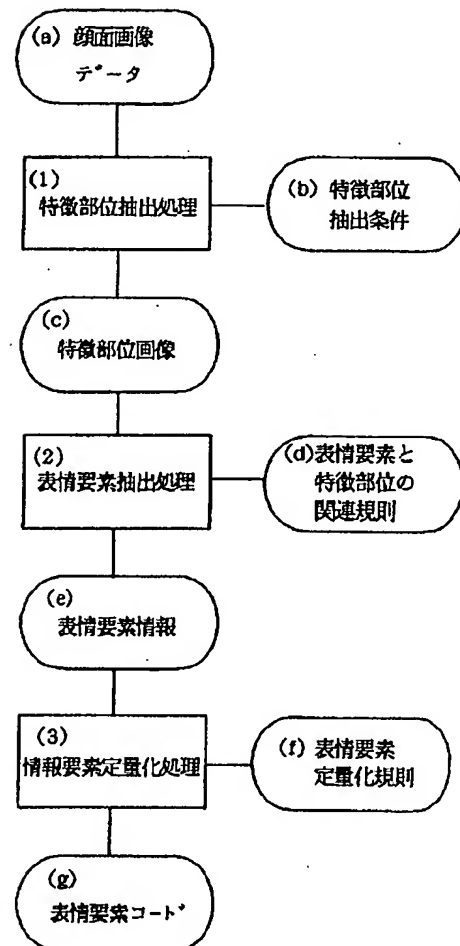 (a) 顔面画像
データ
(1)
特徴部位抽出処理
(b) 特徴部位
抽出条件
(c)
特徴部位画像
(2)
表情要素抽出処理
(d)表情要素と
特徴部位の
関連規則
(e)
表情要素情報
(3)
情報要素定量化処理
(f) 表情要素
定量化規則
(g)
表情要素コード